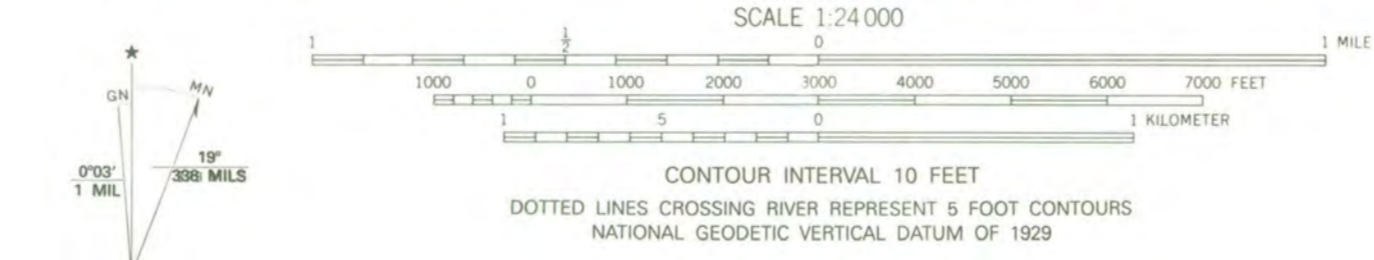 SCALE 1:24 000
1 ½ 0 1 MILE
1000 0 1000 2000 3000 4000 5000 6000 7000 FEET
1 5 0 1 KILOMETER
CONTOUR INTERVAL 10 FEET
DOTTED LINES CROSSING RIVER REPRESENT 5 FOOT CONTOURS
NATIONAL GEODETIC VERTICAL DATUM OF 1929
★
GN
MN
0°03′
1 MIL
19°
338 MILS